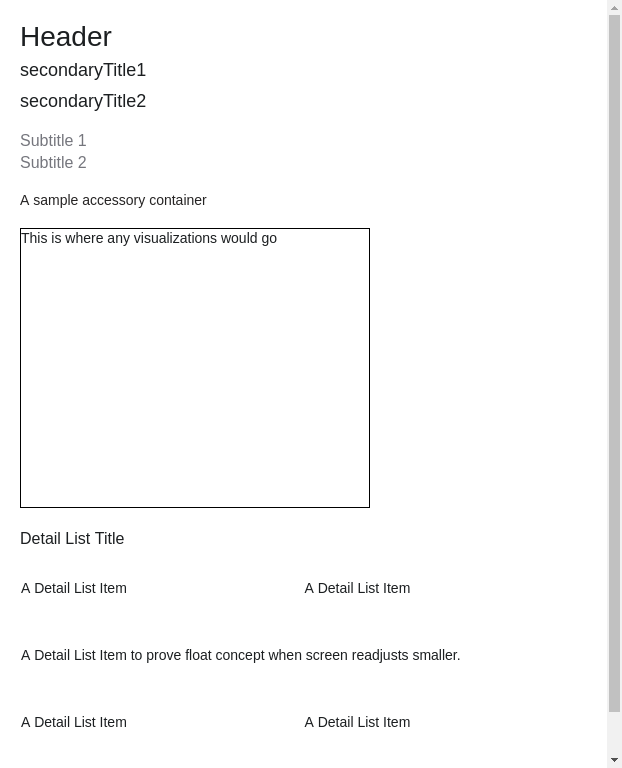 Header
secondaryTitle1
secondaryTitle2
Subtitle 1
Subtitle 2
A sample accessory container
This is where any visualizations would go
Detail List Title
A Detail List Item
A Detail List Item
A Detail List Item to prove float concept when screen readjusts smaller.
A Detail List Item
A Detail List Item